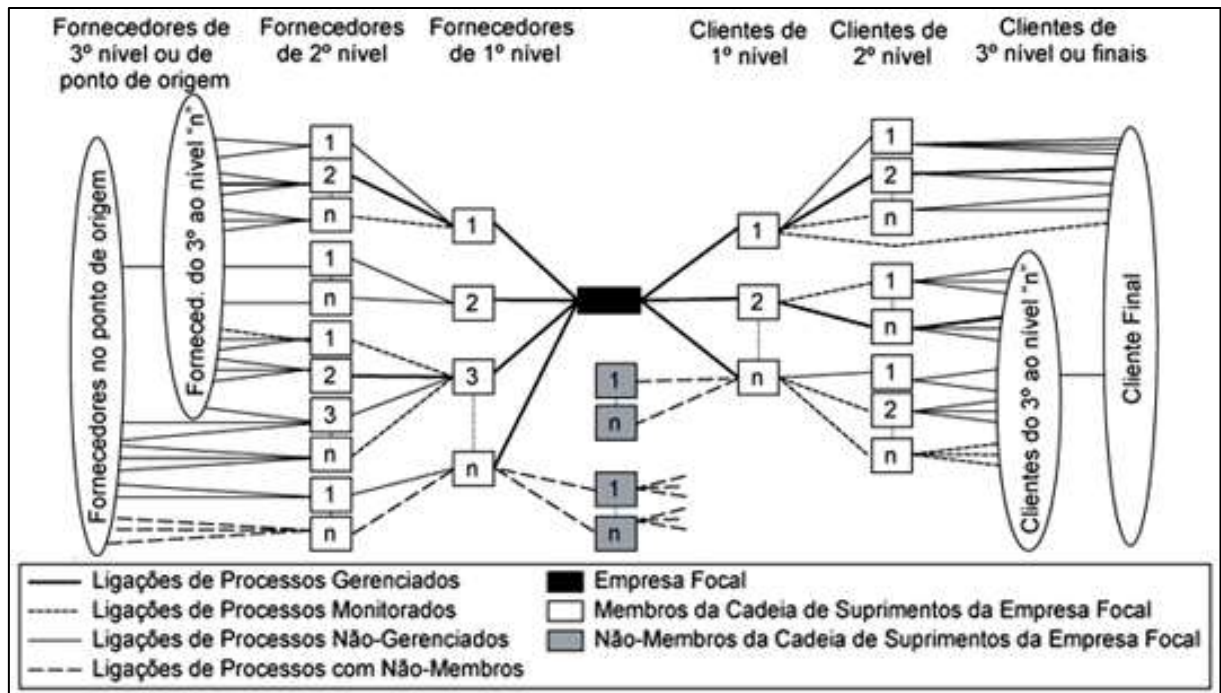 Fornecedores de
3º nível ou de
ponto de origem
Fornecedores
de 2º nível
Fornecedores
de 1º nível
Clientes de
1º nível
Clientes de
2º nível
Clientes de
3º nível ou finais
Fornecedores no ponto de origem
Forneced. do 3º ao nível "n"
1
2
n
1
n
1
2
3
n
1
n
1
2
3
n
1
n
1
n
1
2
n
1
2
n
1
n
1
2
n
Clientes do 3º ao nível "n"
Cliente Final
Ligações de Processos Gerenciados
Ligações de Processos Monitorados
Ligações de Processos Não-Gerenciados
Ligações de Processos com Não-Membros
Empresa Focal
Membros da Cadeia de Suprimentos da Empresa Focal
Não-Membros da Cadeia de Suprimentos da Empresa Focal